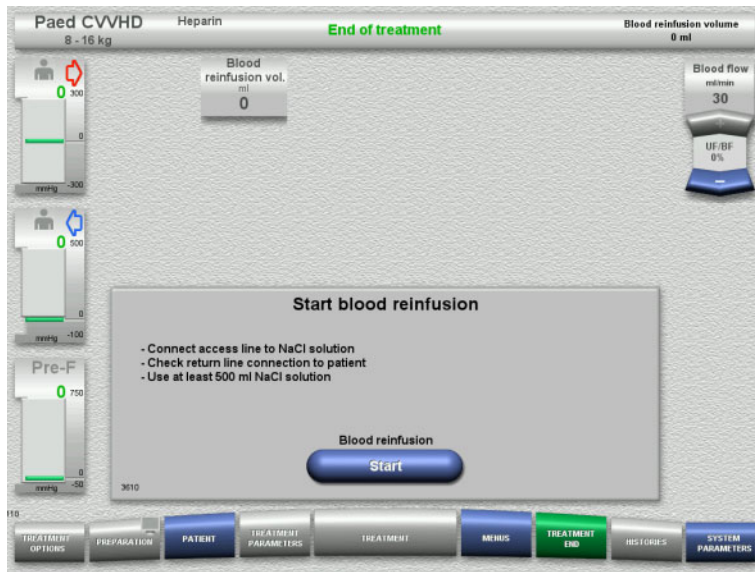 Paed CVVHD
8 - 16 kg
Heparin
End of treatment
Blood reinfusion volume
0 ml
0
300
0
-300
mmHg
Blood
reinfusion vol.
ml
0
Blood flow
ml/min
30
+
UF/BF
0%
−
0
500
0
-100
mmHg
Pre-F
0
750
0
-50
mmHg
Start blood reinfusion
- Connect access line to NaCl solution
- Check return line connection to patient
- Use at least 500 ml NaCl solution
Blood reinfusion
Start
3610
TREATMENT
OPTIONS
PREPARATION
PATIENT
TREATMENT
PARAMETERS
TREATMENT
MENUS
TREATMENT
END
HISTORIES
SYSTEM
PARAMETERS